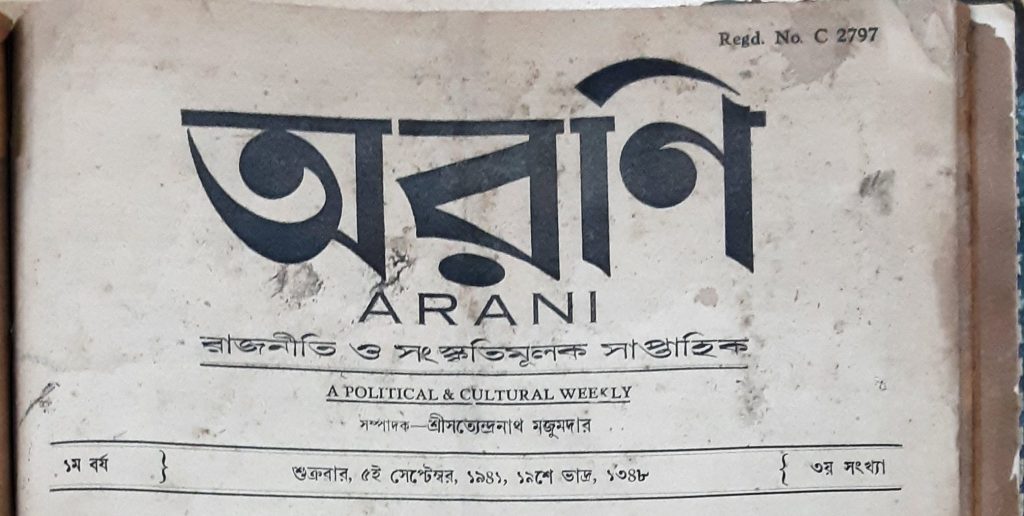 Regd. No. C 2797
অরণি
ARANI
রাজনীতি ও সংস্কৃতিমূলক সাপ্তাহিক
A POLITICAL & CULTURAL WEEKLY
সম্পাদক—শ্রীসত্যেন্দ্রনাথ মজুমদার
১ম বর্ষ } শুক্রবার, ৫ই সেপ্টেম্বর, ১৯৪১, ১৯শে ভাদ্র, ১৩৪৮ { ৩য় সংখ্যা